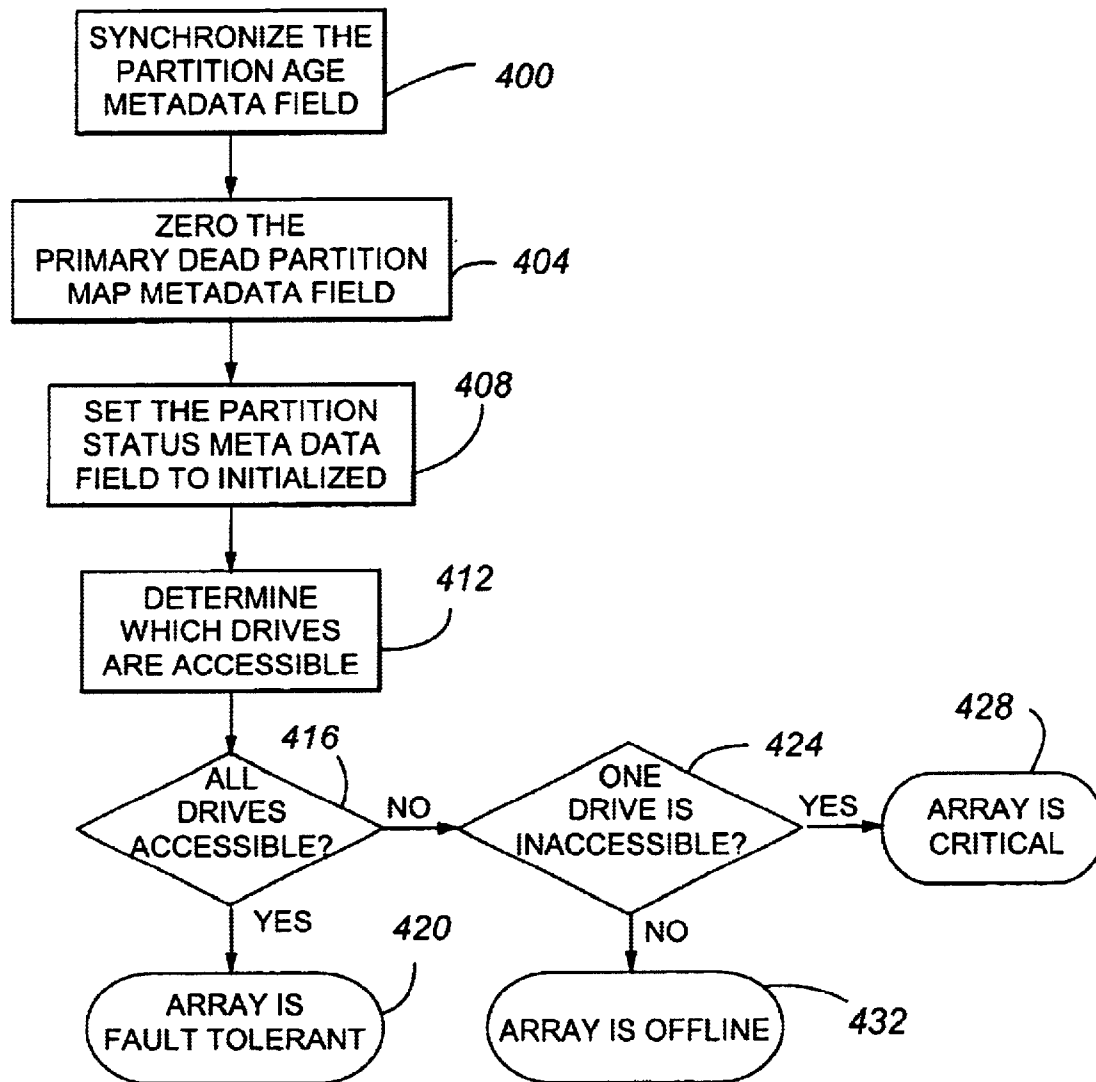 SYNCHRONIZE THE
PARTITION AGE
METADATA FIELD
400
ZERO THE
PRIMARY DEAD PARTITION
MAP METADATA FIELD
404
SET THE PARTITION
STATUS META DATA
FIELD TO INITIALIZED
408
DETERMINE
WHICH DRIVES
ARE ACCESSIBLE
412
ALL
DRIVES
ACCESSIBLE?
416
NO
ONE
DRIVE IS
INACCESSIBLE?
424
YES
ARRAY IS
CRITICAL
428
YES
ARRAY IS
FAULT TOLERANT
420
NO
ARRAY IS OFFLINE
432